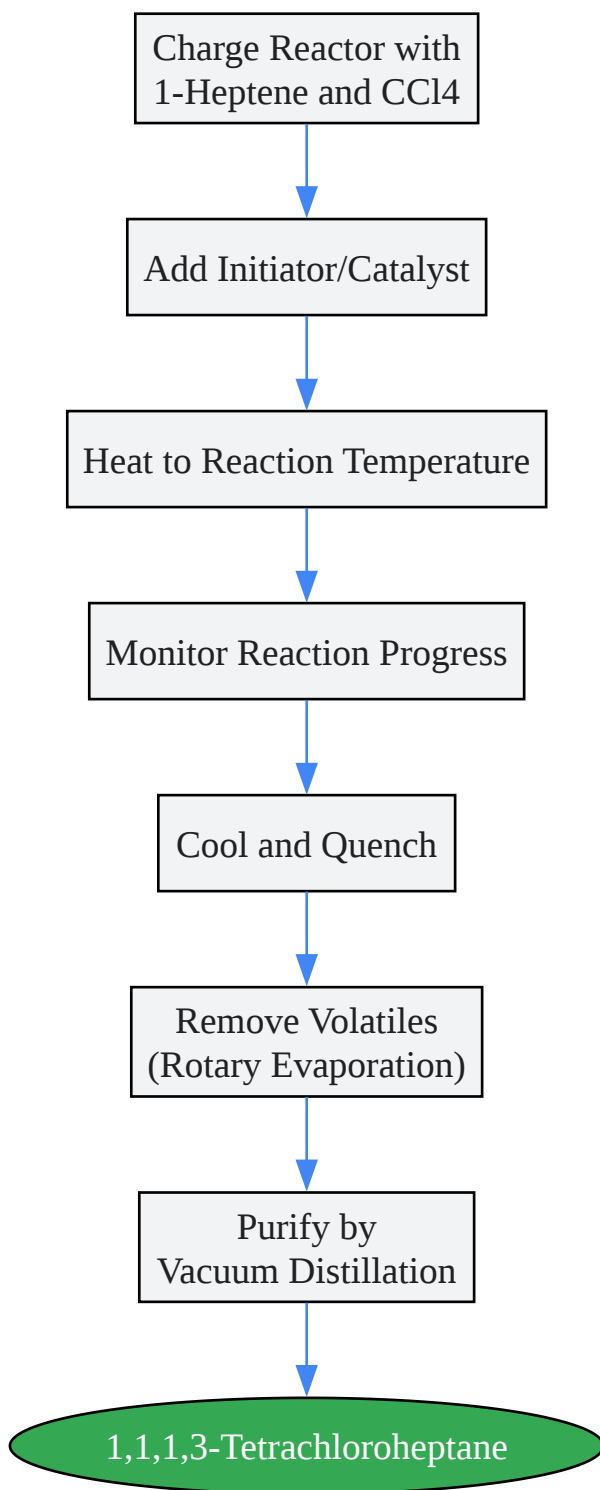 Charge Reactor with
1-Heptene and CCl4
Add Initiator/Catalyst
Heat to Reaction Temperature
Monitor Reaction Progress
Cool and Quench
Remove Volatiles
(Rotary Evaporation)
Purify by
Vacuum Distillation
1,1,1,3-Tetrachloroheptane